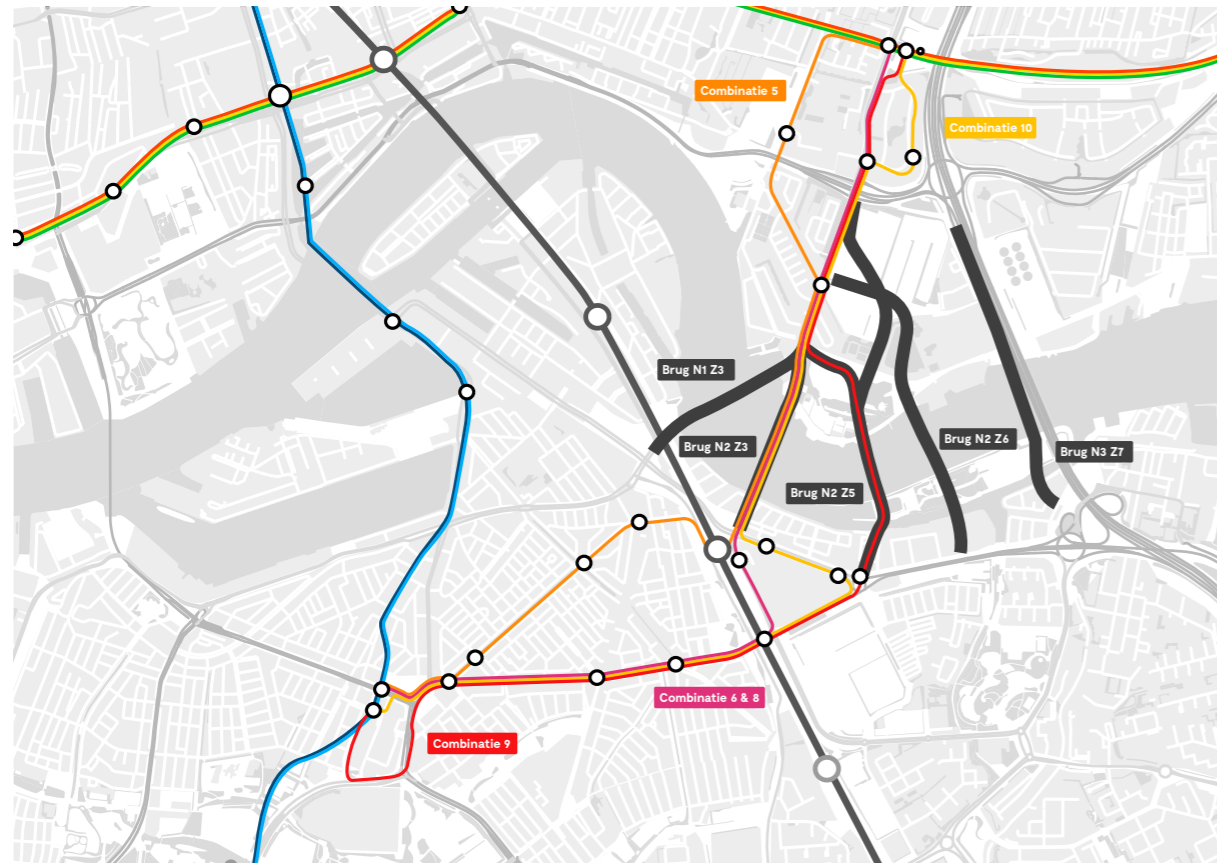 Combinatie 5
Combinatie 10
Brug N1 Z3
Brug N2 Z3
Brug N2 Z6
Brug N3 Z7
Brug N2 Z5
Combinatie 6 & 8
Combinatie 9